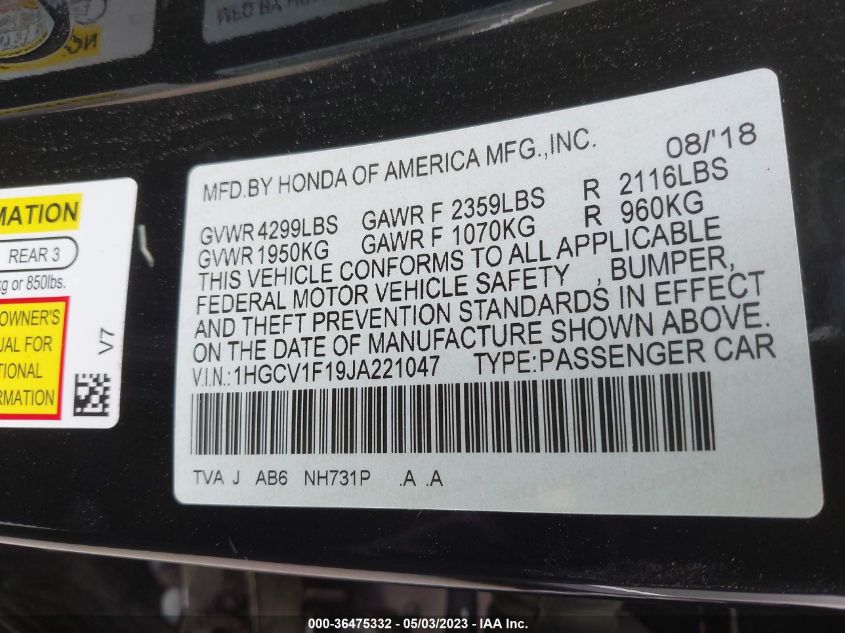 MFD.BY HONDA OF AMERICA MFG.,INC. 08/'18
GVWR 4299LBS GAWR F 2359LBS R 2116LBS
GVWR 1950KG GAWR F 1070KG R 960KG
THIS VEHICLE CONFORMS TO ALL APPLICABLE
FEDERAL MOTOR VEHICLE SAFETY , BUMPER,
AND THEFT PREVENTION STANDARDS IN EFFECT
ON THE DATE OF MANUFACTURE SHOWN ABOVE.
V.I.N.:1HGCV1F19JA221047 TYPE:PASSENGER CAR
TVA J AB6 NH731P .A .A
MATION
REAR 3
kg or 850lbs.
OWNER'S
UAL FOR
TIONAL
RMATION
V7
000-36475332 - 05/03/2023 - IAA Inc.